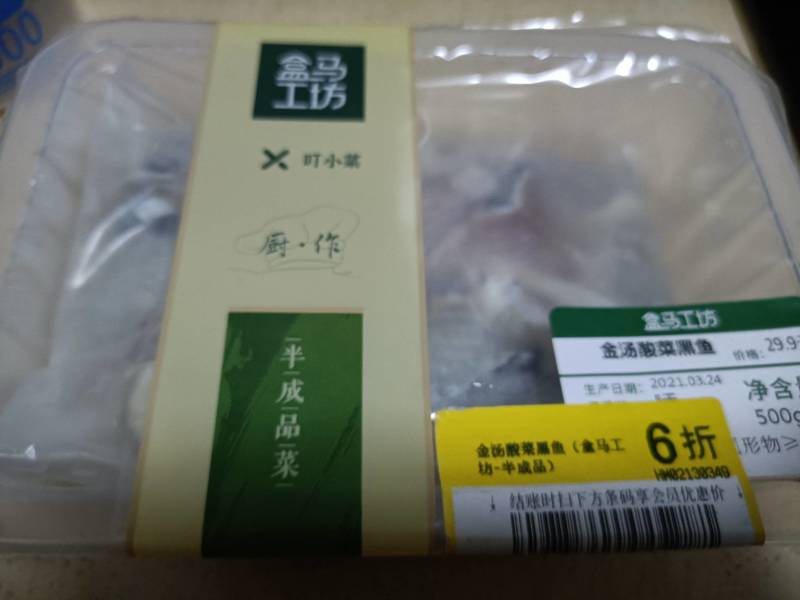 盒马
工坊
叮小菜
厨·作
半成品菜
盒马工坊
金汤酸菜黑鱼
价格:29.9
生产日期: 2021.03.24
净含
500g
形物≥
金汤酸菜黑鱼(盒马工
坊-半成品)
6折
HM02130349
结账时扫下方条码享会员优惠价